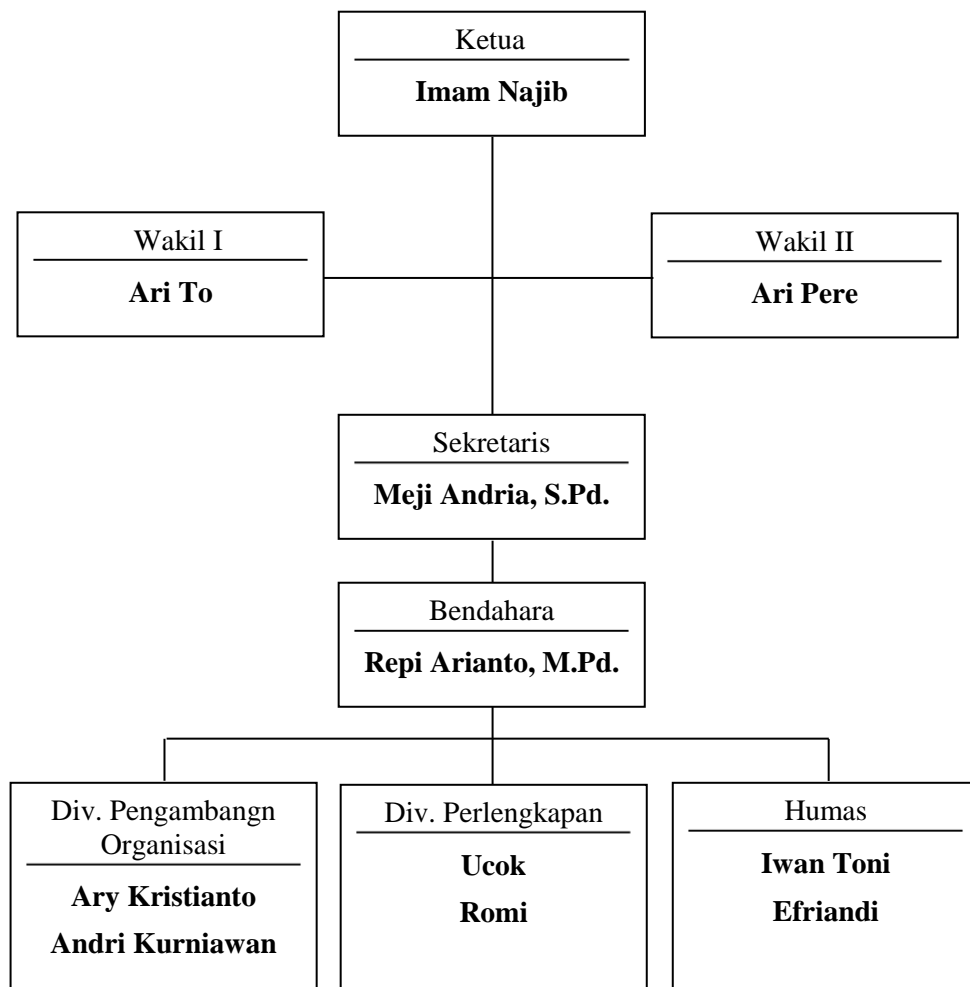 Ketua
Imam Najib
Wakil I
Ari To
Wakil II
Ari Pere
Sekretaris
Meji Andria, S.Pd.
Bendahara
Repi Arianto, M.Pd.
Div. Pengambangn
Organisasi
Ary Kristianto
Andri Kurniawan
Div. Perlengkapan
Ucok
Romi
Humas
Iwan Toni
Efriandi